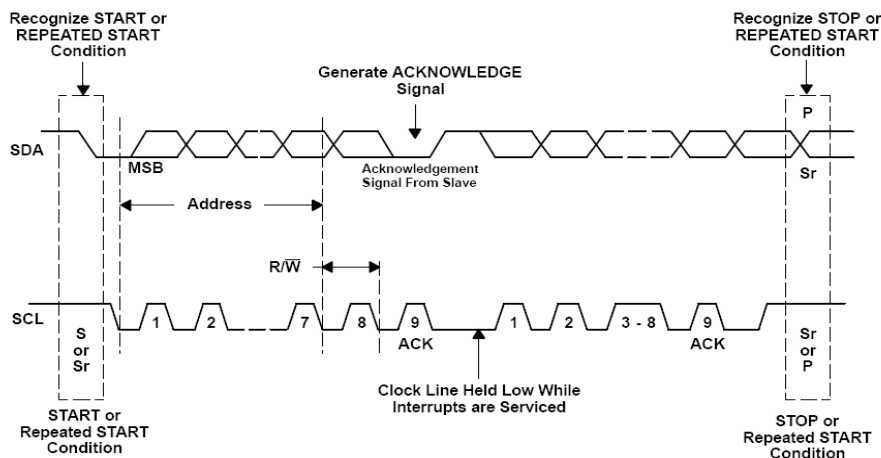 Recognize START or
REPEATED START
Condition
Recognize STOP or
REPEATED START
Condition
Generate ACKNOWLEDGE
Signal
P
SDA
MSB
Acknowledgement
Signal From Slave
Sr
Address
R/W̅
SCL
1
2
7
8
9
1
2
3 - 8
9
ACK
ACK
S
or
Sr
Sr
or
P
Clock Line Held Low While
Interrupts are Serviced
START or
Repeated START
Condition
STOP or
Repeated START
Condition